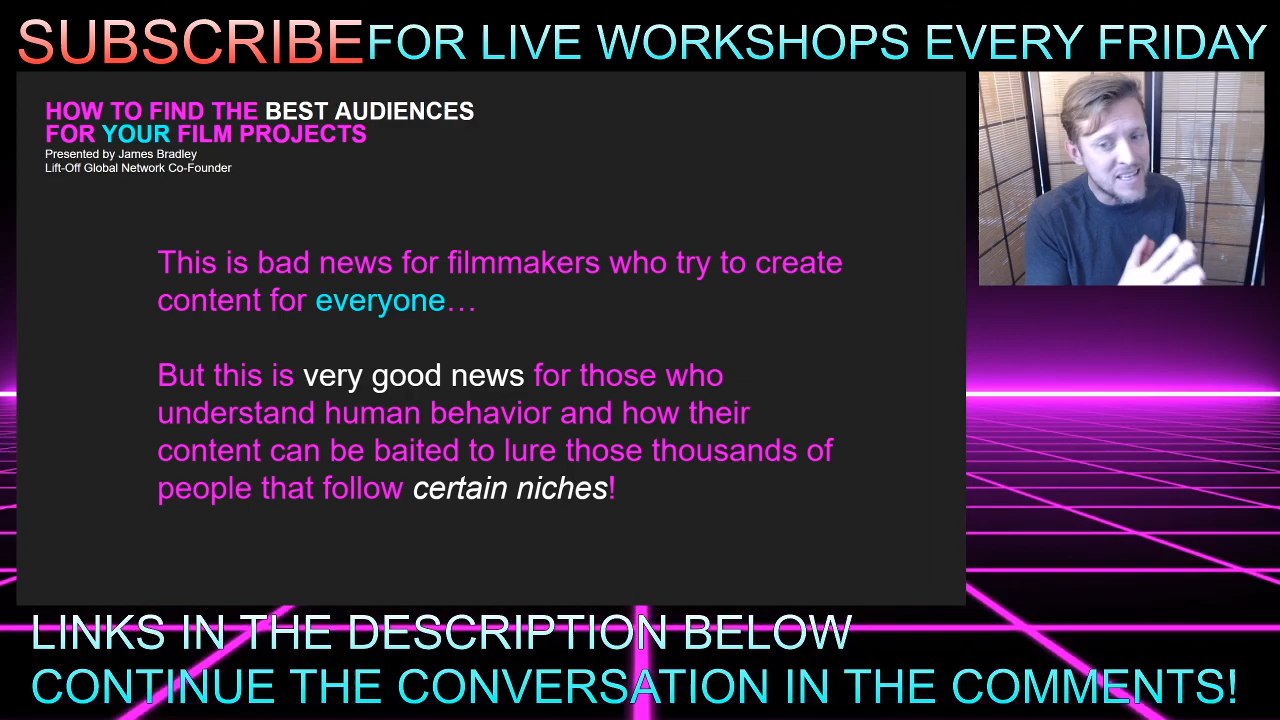 SUBSCRIBE FOR LIVE WORKSHOPS EVERY FRIDAY
HOW TO FIND THE BEST AUDIENCES
FOR YOUR FILM PROJECTS
Presented by James Bradley
Lift-Off Global Network Co-Founder
This is bad news for filmmakers who try to create
content for everyone…
But this is very good news for those who
understand human behavior and how their
content can be baited to lure those thousands of
people that follow certain niches!
LINKS IN THE DESCRIPTION BELOW
CONTINUE THE CONVERSATION IN THE COMMENTS!